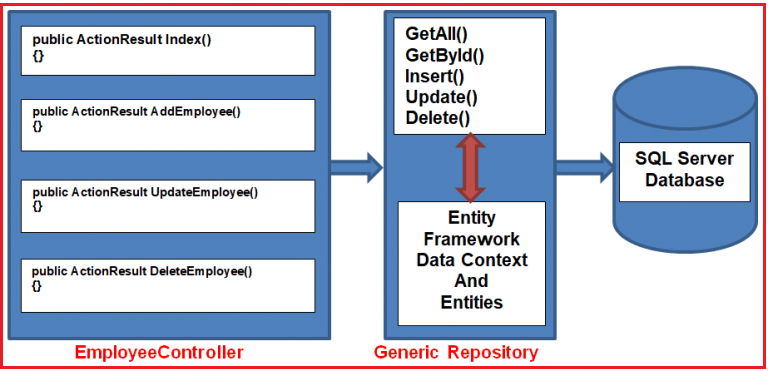 public ActionResult Index()
{}
public ActionResult AddEmployee()
{}
public ActionResult UpdateEmployee()
{}
public ActionResult DeleteEmployee()
{}
EmployeeController
GetAll()
GetById()
Insert()
Update()
Delete()
Entity
Framework
Data Context
And
Entities
Generic Repository
SQL Server
Database